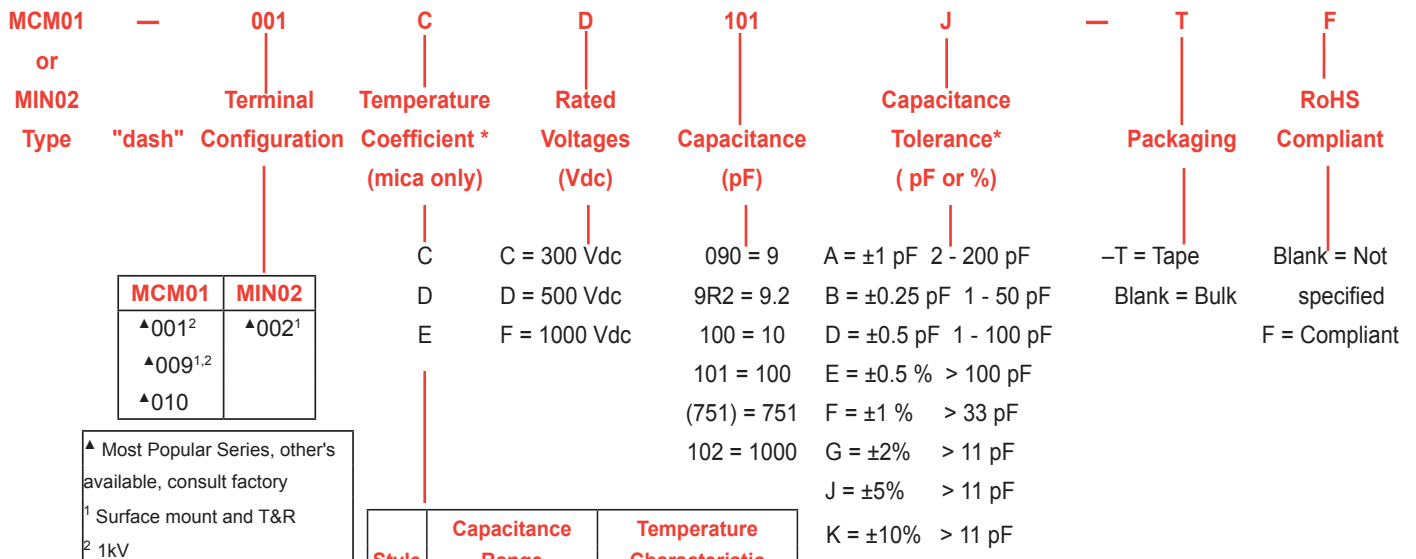 MCM01 — 001 C D 101 J — T F
or
MIN02 Terminal Temperature Rated Capacitance RoHS
Type "dash" Configuration Coefficient * Voltages Capacitance Tolerance* Packaging Compliant
(mica only) (Vdc) (pF) ( pF or %)
C C = 300 Vdc 090 = 9 A = ±1 pF 2 - 200 pF –T = Tape Blank = Not
MCM01 MIN02 D D = 500 Vdc 9R2 = 9.2 B = ±0.25 pF 1 - 50 pF Blank = Bulk specified
▲001² ▲002¹ E F = 1000 Vdc 100 = 10 D = ±0.5 pF 1 - 100 pF F = Compliant
▲009¹,² 101 = 100 E = ±0.5 % > 100 pF
▲010 (751) = 751 F = ±1 % > 33 pF
▲ Most Popular Series, other's 102 = 1000 G = ±2% > 11 pF
available, consult factory J = ±5% > 11 pF
¹ Surface mount and T&R Capacitance Temperature K = ±10% > 11 pF
² 1kV